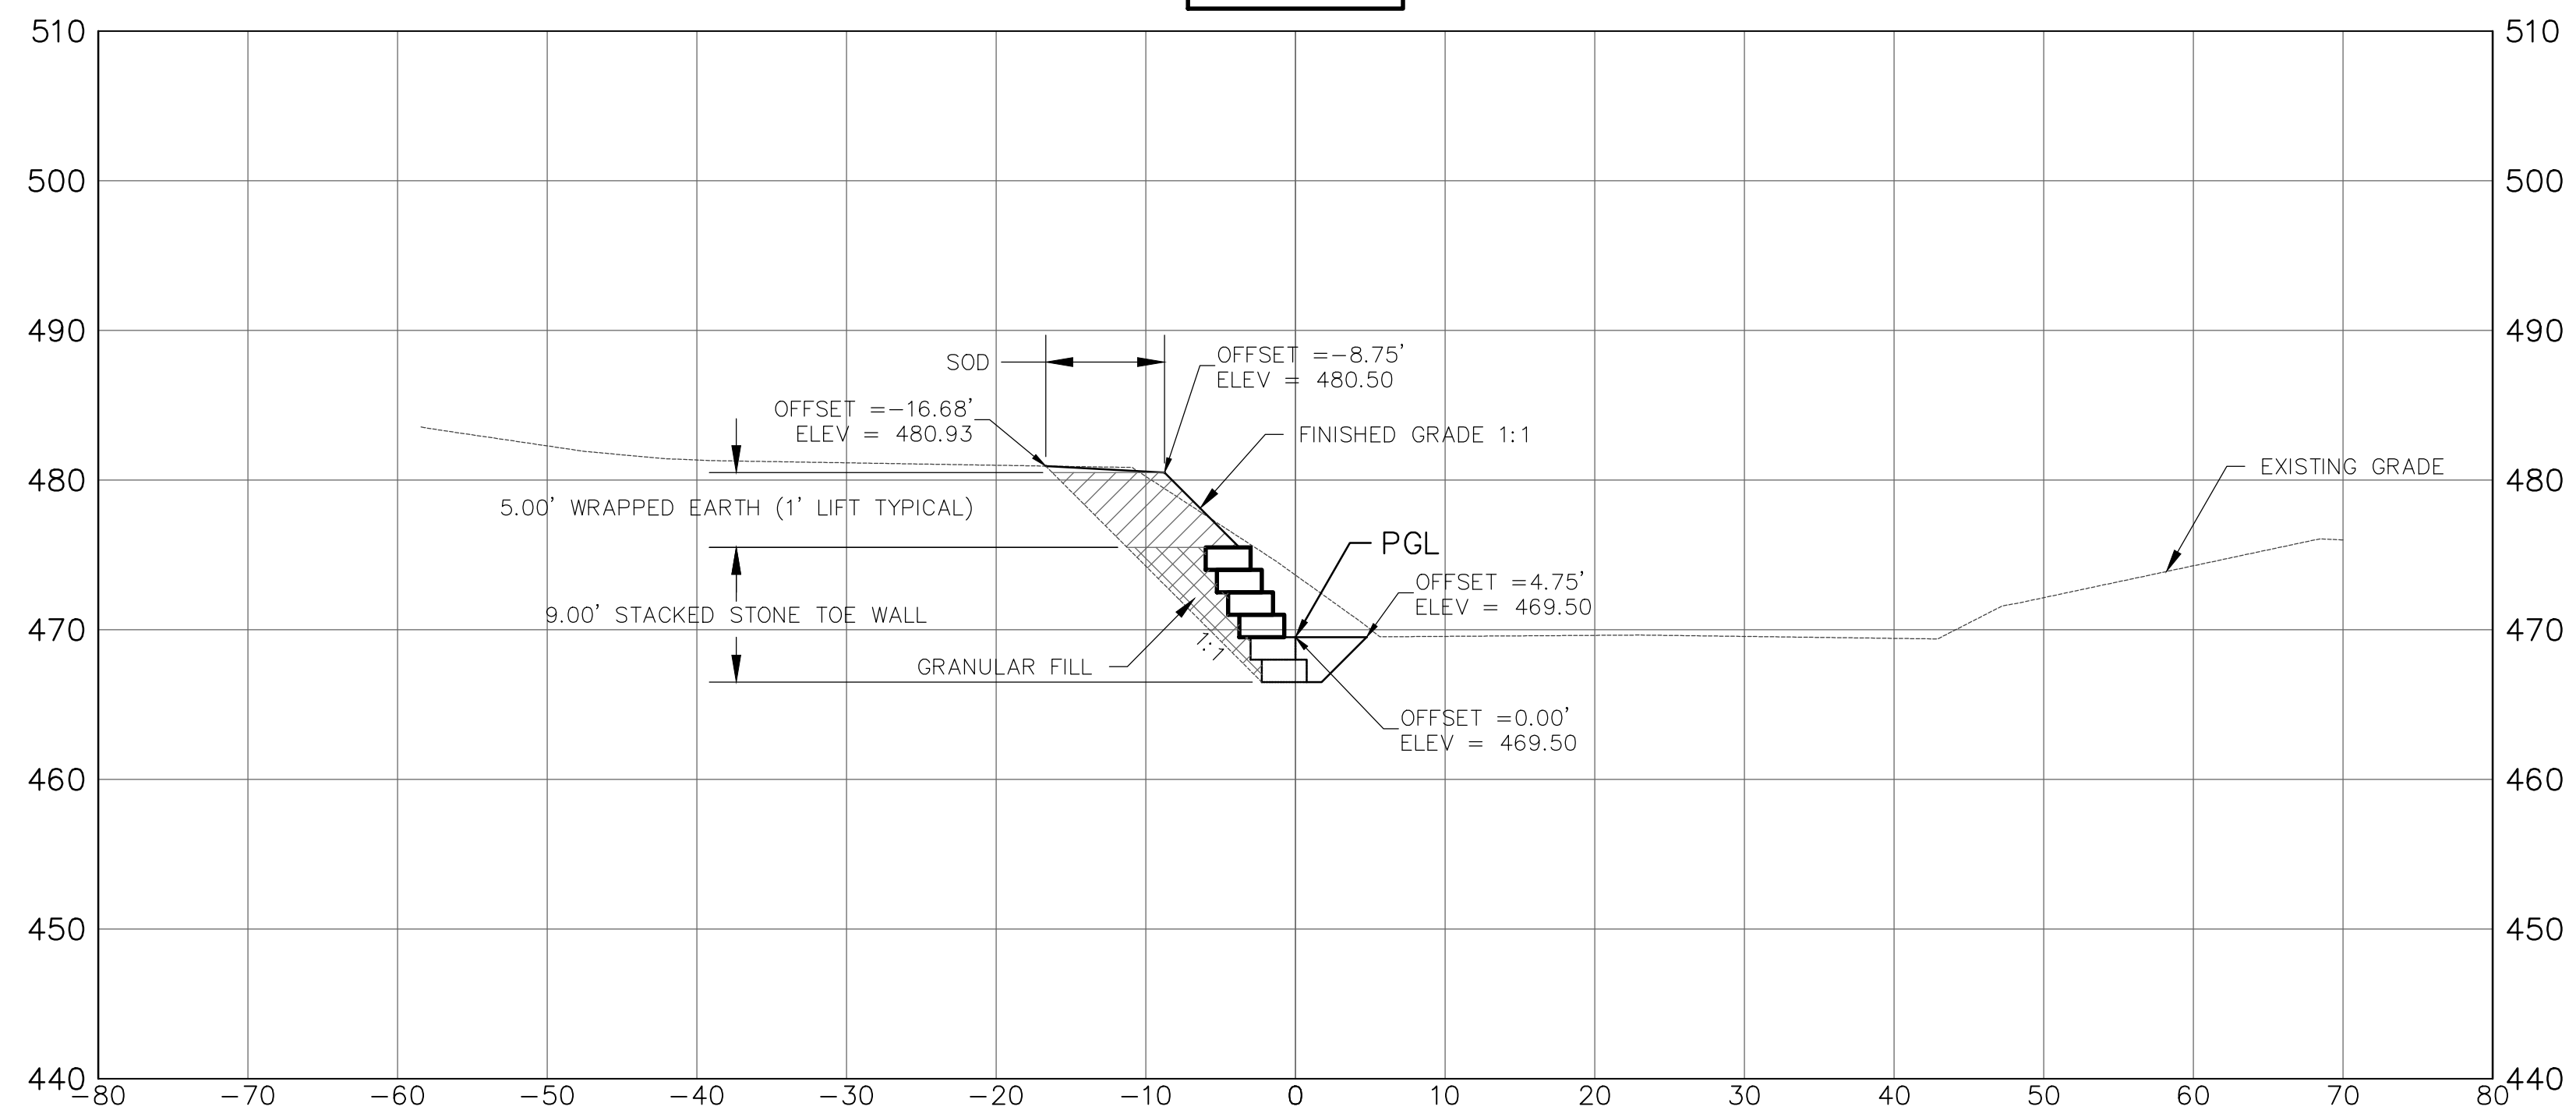 510 510
500 500
490 490
SOD
OFFSET =-8.75'
ELEV = 480.50
OFFSET =-16.68'
ELEV = 480.93
FINISHED GRADE 1:1
EXISTING GRADE
480 480
5.00' WRAPPED EARTH (1' LIFT TYPICAL)
PGL
OFFSET =4.75'
ELEV = 469.50
9.00' STACKED STONE TOE WALL
470 470
1:1
GRANULAR FILL
OFFSET =0.00'
ELEV = 469.50
460 460
450 450
440 440
-80 -70 -60 -50 -40 -30 -20 -10 0 10 20 30 40 50 60 70 80